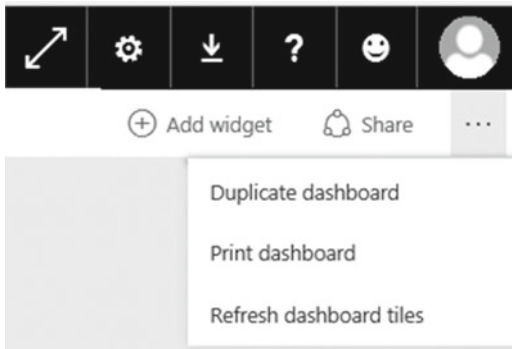 ?
Add widget Share ...
Duplicate dashboard
Print dashboard
Refresh dashboard tiles